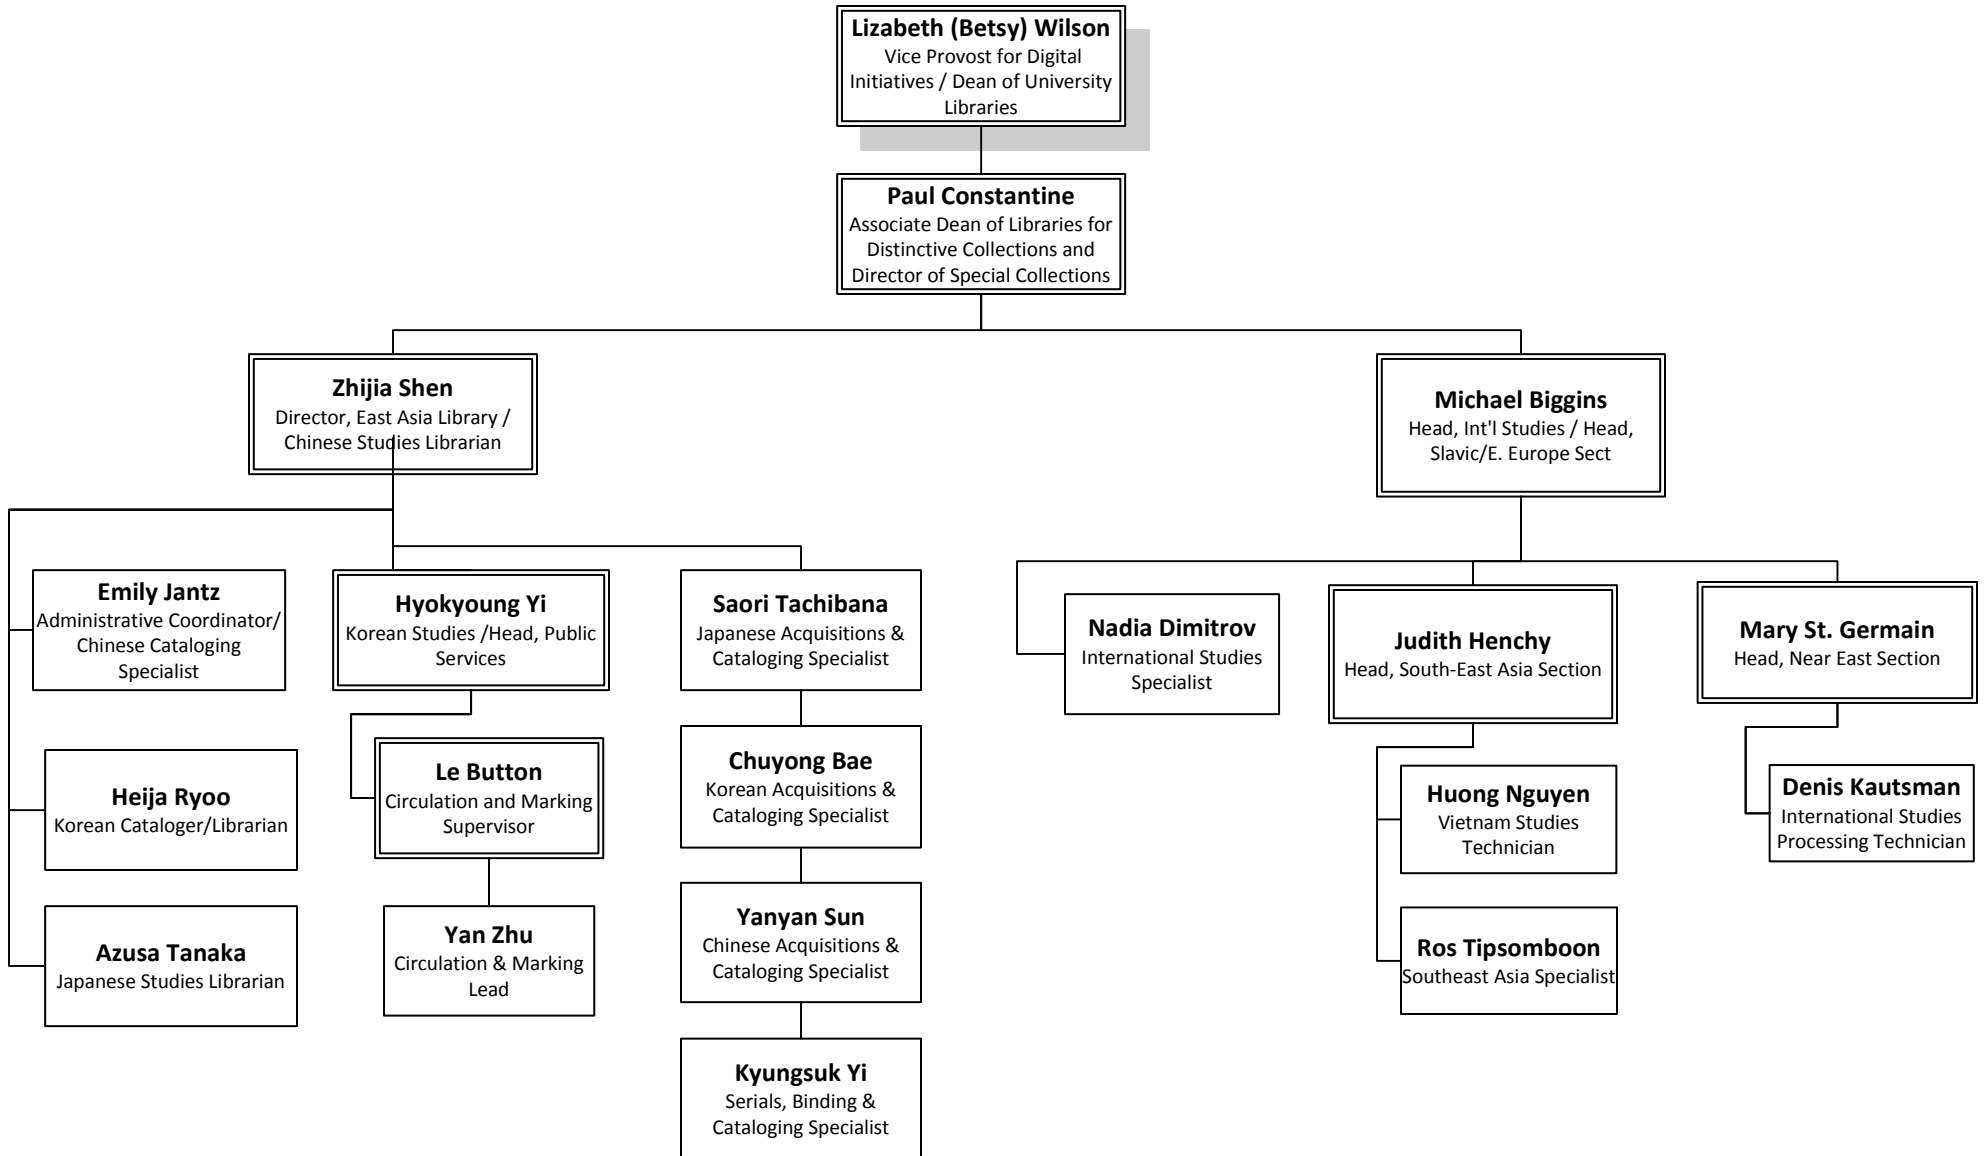 Lizabeth (Betsy) Wilson
Vice Provost for Digital
Initiatives / Dean of University
Libraries
Paul Constantine
Associate Dean of Libraries for
Distinctive Collections and
Director of Special Collections
Zhijia Shen
Director, East Asia Library /
Chinese Studies Librarian
Michael Biggins
Head, Int'l Studies / Head,
Slavic/E. Europe Sect
Emily Jantz
Administrative Coordinator/
Chinese Cataloging
Specialist
Hyokyoung Yi
Korean Studies /Head, Public
Services
Saori Tachibana
Japanese Acquisitions &
Cataloging Specialist
Nadia Dimitrov
International Studies
Specialist
Judith Henchy
Head, South-East Asia Section
Mary St. Germain
Head, Near East Section
Heija Ryoo
Korean Cataloger/Librarian
Le Button
Circulation and Marking
Supervisor
Chuyong Bae
Korean Acquisitions &
Cataloging Specialist
Huong Nguyen
Vietnam Studies
Technician
Denis Kautsman
International Studies
Processing Technician
Azusa Tanaka
Japanese Studies Librarian
Yan Zhu
Circulation & Marking
Lead
Yanyan Sun
Chinese Acquisitions &
Cataloging Specialist
Ros Tipsomboon
Southeast Asia Specialist
Kyungsuk Yi
Serials, Binding &
Cataloging Specialist